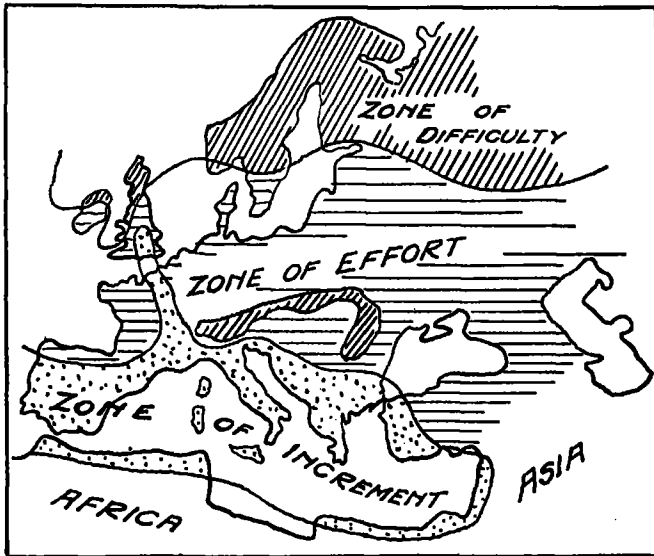 ZONE OF
DIFFICULTY
ZONE OF EFFORT
ZONE OF INCREMENT
AFRICA
ASIA